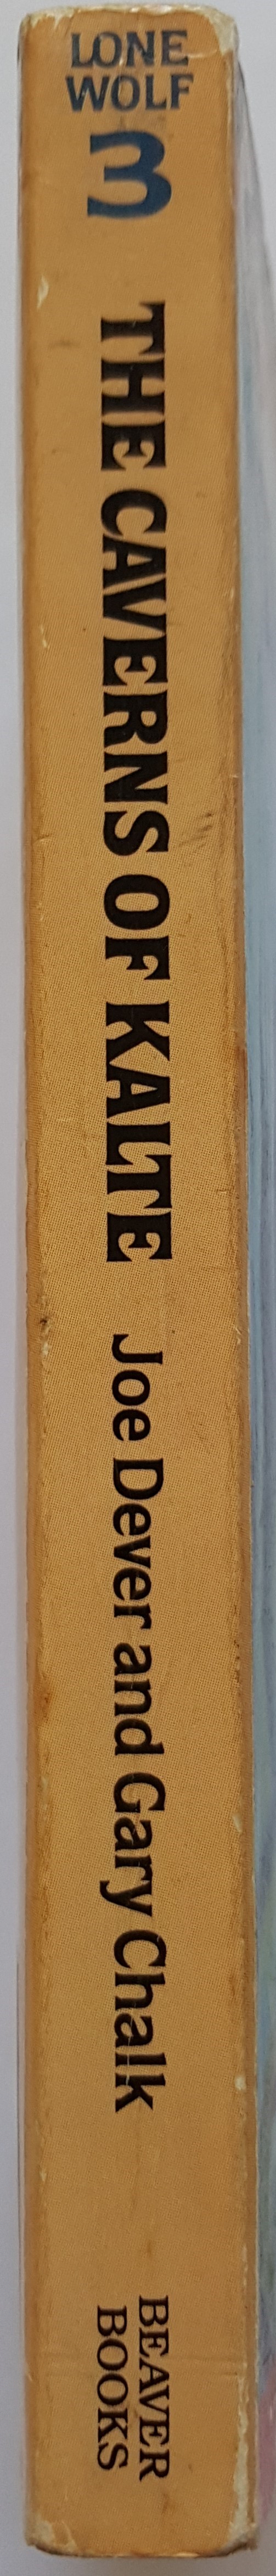 LONE
WOLF
3
THE CAVERNS OF KALTE Joe Dever and Gary Chalk
BEAVER
BOOKS